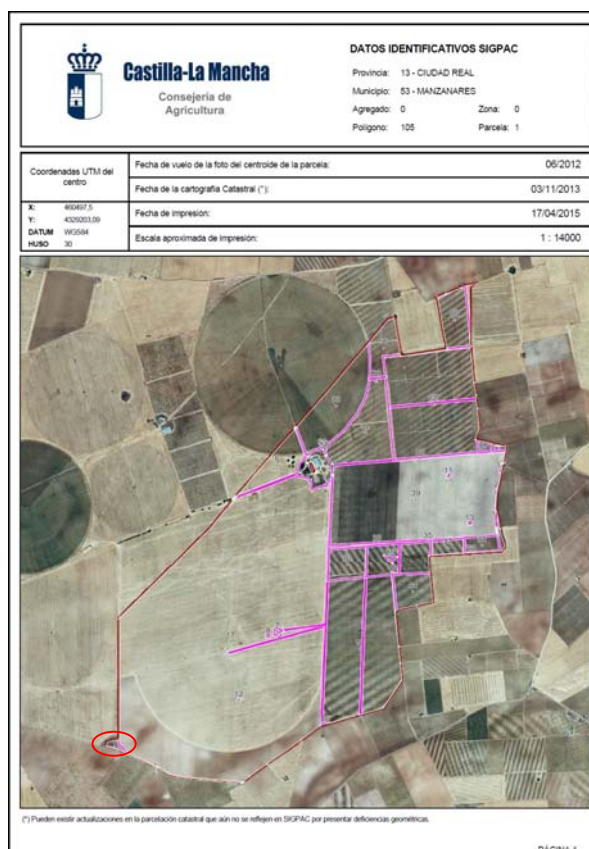 Castilla-La Mancha
Consejería de
Agricultura
DATOS IDENTIFICATIVOS SIGPAC
Provincia: 13 - CIUDAD REAL
Municipio: 53 - MANZANARES
Agregado: 0 Zona: 0
Polígono: 105 Parcela: 1
Coordenadas UTM del
centro
X: 460497,5
Y: 4329203,09
DATUM WGS84
HUSO 30
Fecha de vuelo de la foto del centroide de la parcela: 06/2012
Fecha de la cartografía Catastral (*): 03/11/2013
Fecha de impresión: 17/04/2015
Escala aproximada de impresión: 1 : 14000
(*) Pueden existir actualizaciones en la parcelación catastral que aún no se reflejen en SIGPAC por presentar deficiencias geométricas.